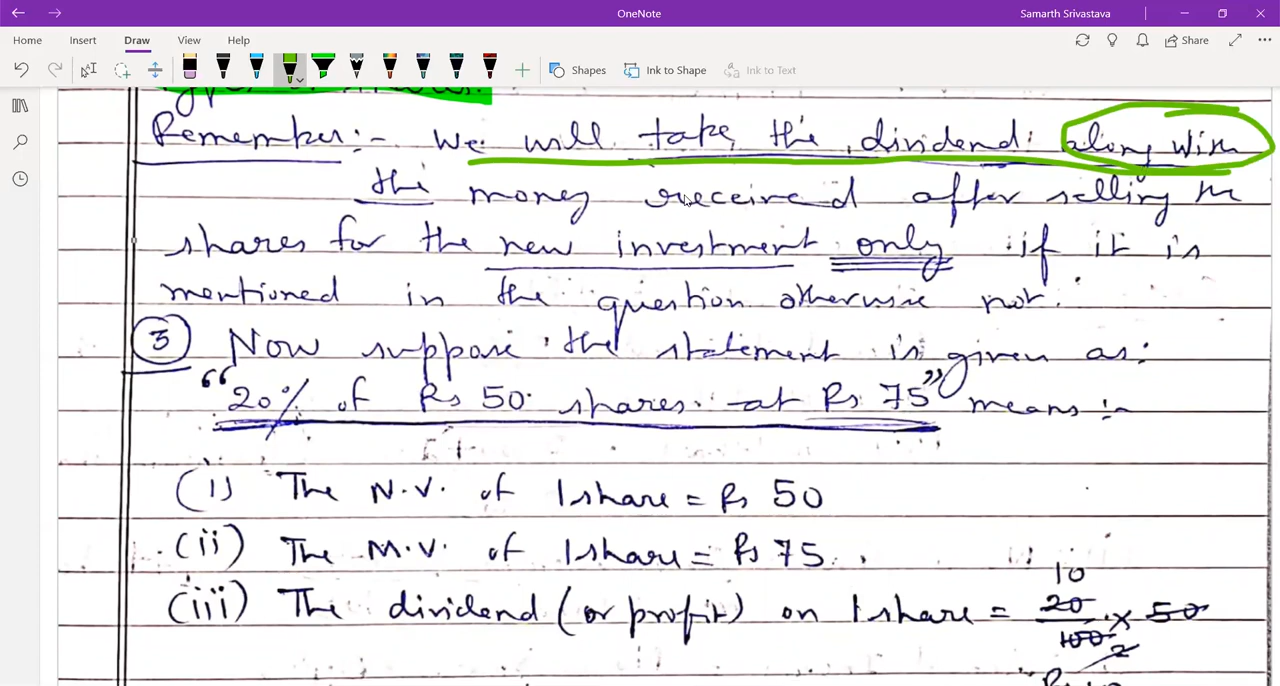 OneNote
Samarth Srivastava
Home Insert Draw View Help
Share
Shapes Ink to Shape Ink to Text
Remember:- We will take the dividend along with
the money received after selling the
shares for the new investment only if it is
mentioned in the question otherwise not.
3 Now suppose the statement is given as:
"20% of Rs 50 shares at Rs 75" means :-
(i) The N.V. of 1 share = Rs 50
(ii) The M.V. of 1 share = Rs 75.
(iii) The dividend (or profit) on 1 share = 20/100 × 50
10
2